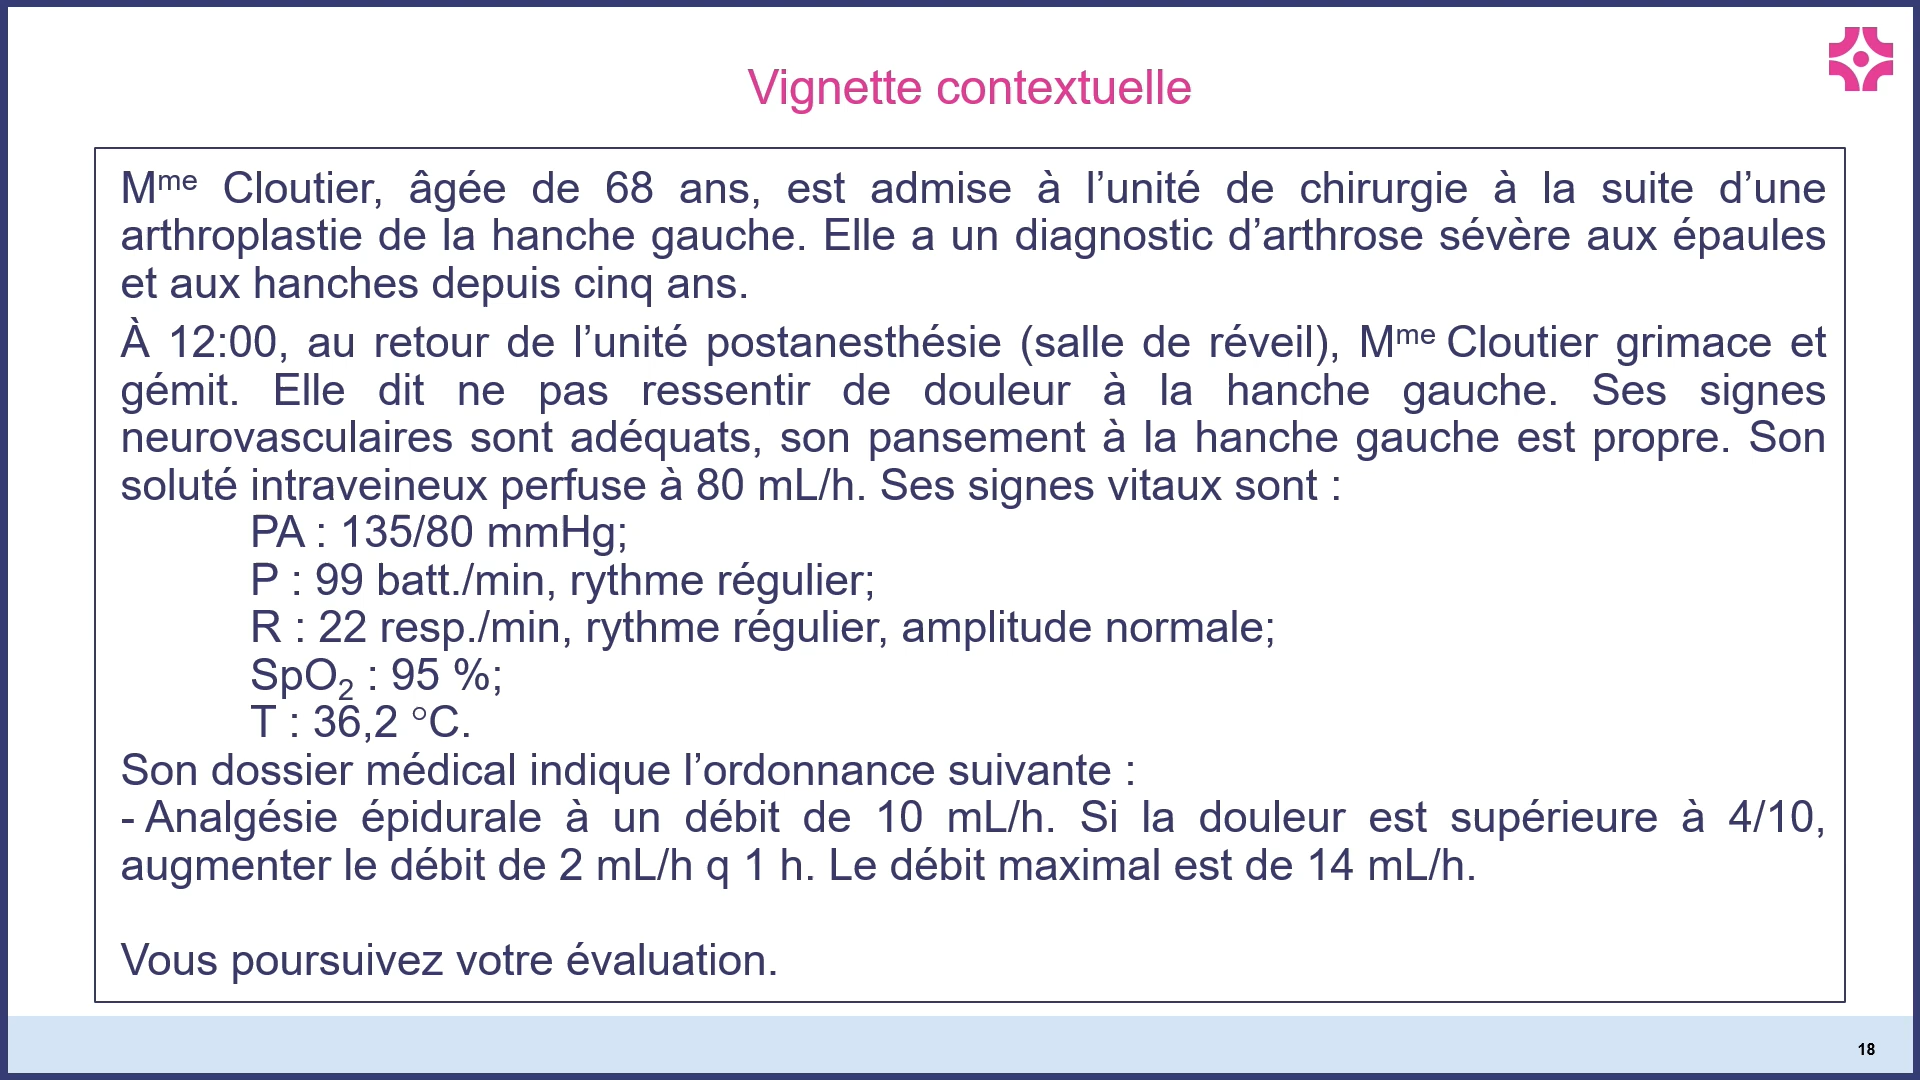 Vignette contextuelle
Mme Cloutier, âgée de 68 ans, est admise à l’unité de chirurgie à la suite d’une
arthroplastie de la hanche gauche. Elle a un diagnostic d’arthrose sévère aux épaules
et aux hanches depuis cinq ans.
À 12:00, au retour de l’unité postanesthésie (salle de réveil), Mme Cloutier grimace et
gémit. Elle dit ne pas ressentir de douleur à la hanche gauche. Ses signes
neurovasculaires sont adéquats, son pansement à la hanche gauche est propre. Son
soluté intraveineux perfuse à 80 mL/h. Ses signes vitaux sont :
PA : 135/80 mmHg;
P : 99 batt./min, rythme régulier;
R : 22 resp./min, rythme régulier, amplitude normale;
SpO2 : 95 %;
T : 36,2 °C.
Son dossier médical indique l’ordonnance suivante :
- Analgésie épidurale à un débit de 10 mL/h. Si la douleur est supérieure à 4/10,
augmenter le débit de 2 mL/h q 1 h. Le débit maximal est de 14 mL/h.
Vous poursuivez votre évaluation.
18